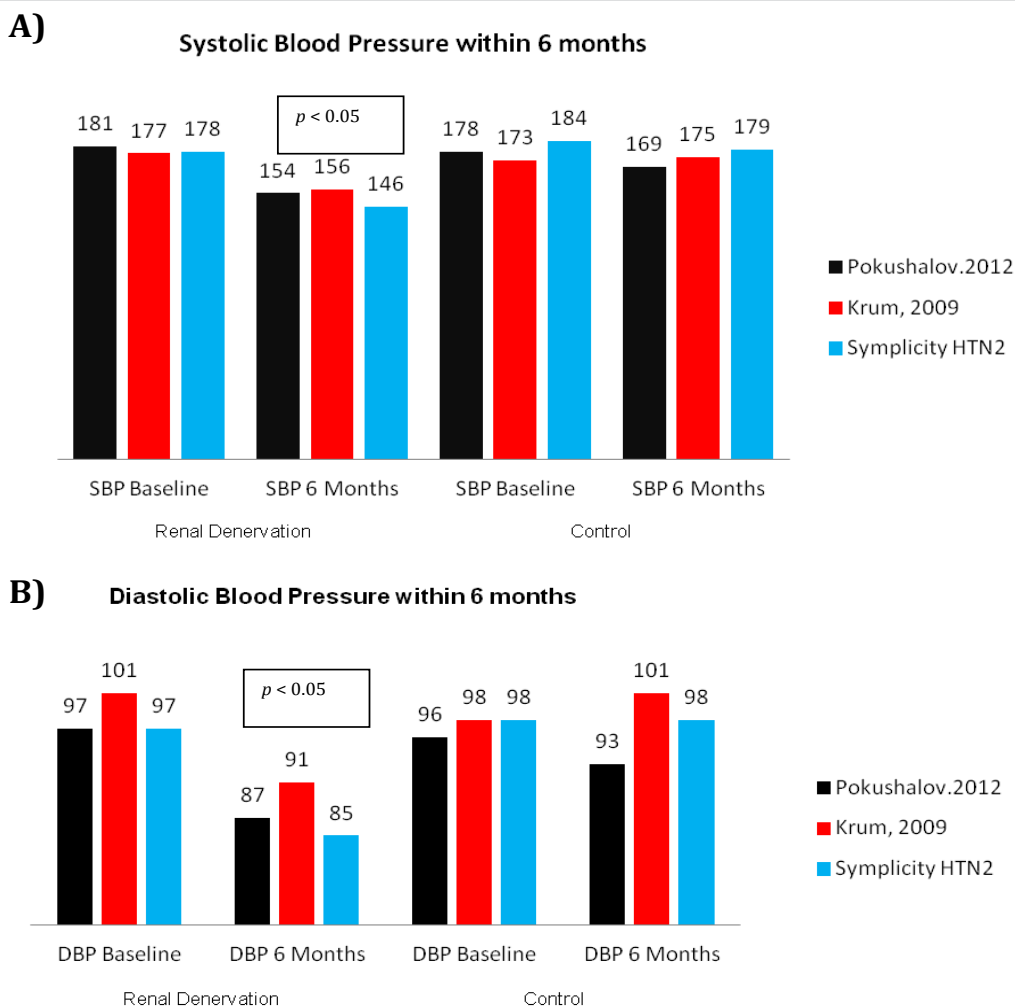 A)
Systolic Blood Pressure within 6 months
p < 0.05
181 177 178 154 156 146 178 173 184 169 175 179
SBP Baseline SBP 6 Months SBP Baseline SBP 6 Months
Renal Denervation Control
Pokushalov.2012
Krum, 2009
Symplicity HTN2
B)
Diastolic Blood Pressure within 6 months
p < 0.05
97 101 97 87 91 85 96 98 98 93 101 98
DBP Baseline DBP 6 Months DBP Baseline DBP 6 Months
Renal Denervation Control
Pokushalov.2012
Krum, 2009
Symplicity HTN2